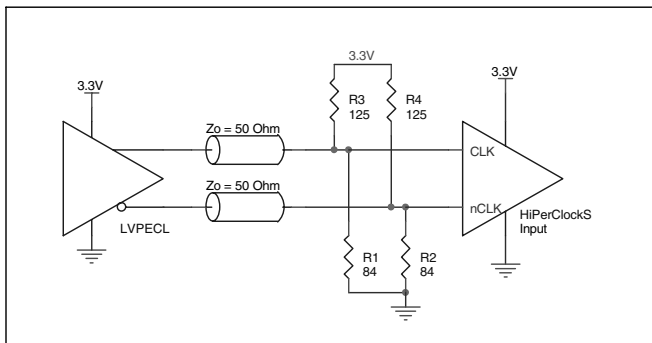 3.3V
3.3V
3.3V
R3
125
R4
125
Zo = 50 Ohm
CLK
Zo = 50 Ohm
nCLK
HiPerClockS
Input
LVPECL
R1
84
R2
84